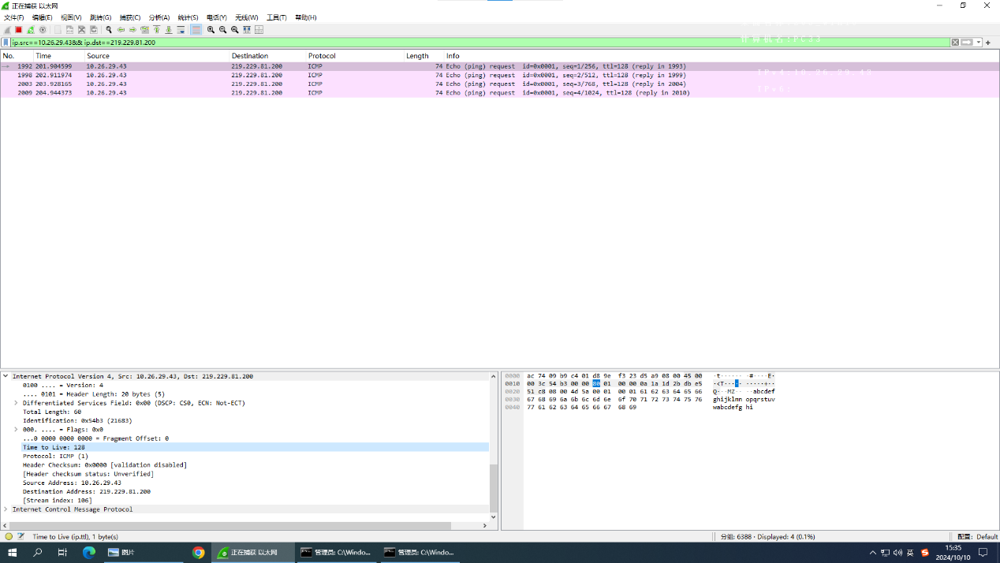 正在捕获 以太网
文件(F) 编辑(E) 视图(V) 跳转(G) 捕获(C) 分析(A) 统计(S) 电话(Y) 无线(W) 工具(T) 帮助(H)
计算机名:PC23
ip.src==10.26.29.43&& ip.dst==219.229.81.200
No. Time Source Destination Protocol Length Info
1992 201.904599 10.26.29.43 219.229.81.200 ICMP 74 Echo (ping) request id=0x0001, seq=1/256, ttl=128 (reply in 1993)
1998 202.911974 10.26.29.43 219.229.81.200 ICMP 74 Echo (ping) request id=0x0001, seq=2/512, ttl=128 (reply in 1999)
2003 203.928165 10.26.29.43 219.229.81.200 ICMP 74 Echo (ping) request id=0x0001, seq=3/768, ttl=128 (reply in 2004)
2009 204.944373 10.26.29.43 219.229.81.200 ICMP 74 Echo (ping) request id=0x0001, seq=4/1024, ttl=128 (reply in 2010)
Internet Protocol Version 4, Src: 10.26.29.43, Dst: 219.229.81.200
0100 .... = Version: 4
.... 0101 = Header Length: 20 bytes (5)
Differentiated Services Field: 0x00 (DSCP: CS0, ECN: Not-ECT)
Total Length: 60
Identification: 0x54b3 (21683)
000. .... = Flags: 0x0
...0 0000 0000 0000 = Fragment Offset: 0
Time to Live: 128
Protocol: ICMP (1)
Header Checksum: 0x0000 [validation disabled]
[Header checksum status: Unverified]
Source Address: 10.26.29.43
Destination Address: 219.229.81.200
[Stream index: 106]
Internet Control Message Protocol
0000 ac 74 09 b9 c4 01 d8 9e f3 23 d5 a9 08 00 45 00 ·t······ ·#····E·
0010 00 3c 54 b3 00 00 80 01 00 00 0a 1a 1d 2b db e5 ·<T····· ·····+··
0020 51 c8 08 00 4d 5a 00 01 00 01 61 62 63 64 65 66 Q···MZ·· ··abcdef
0030 67 68 69 6a 6b 6c 6d 6e 6f 70 71 72 73 74 75 76 ghijklmn opqrstuv
0040 77 61 62 63 64 65 66 67 68 69 wabcdefg hi
Time to Live (ip.ttl), 1 byte(s)
分组: 6388 · Displayed: 4 (0.1%)
配置: Default
图片
正在捕获 以太网
管理员: C:\Windo...
管理员: C:\Windo...
英
15:35
2024/10/10